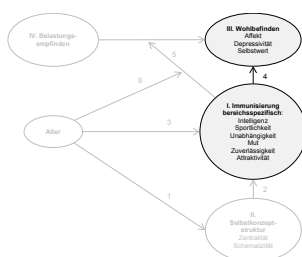 IV. Belastungs-
empfinden
III. Wohlbefinden
Affekt
Depressivität
Selbstwert
5
6
4
I. Immunisierung
bereichsspezifisch:
Intelligenz
Sportlichkeit
Unabhängigkeit
Mut
Zuverlässigkeit
Attraktivität
Alter
3
1
2
II.
Selbstkonzept-
struktur
Zentralität
Schematizität